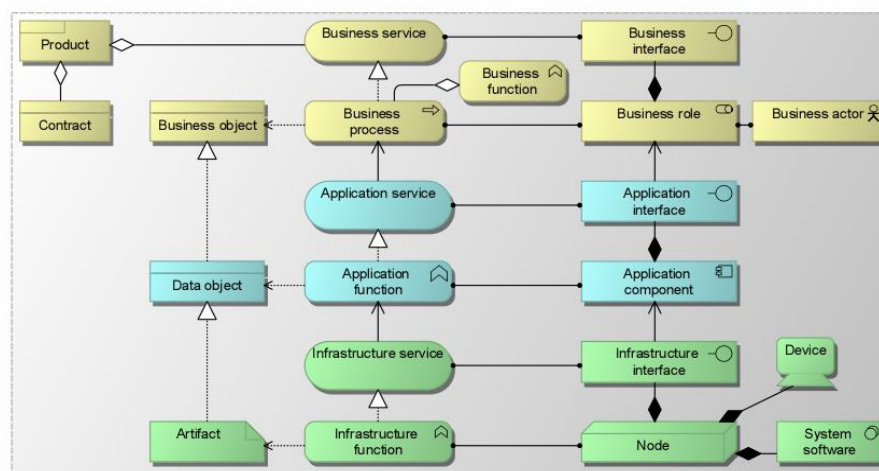 Product
Business service
Business
interface
Business
function
Contract
Business object
Business
process
Business role
Business actor
Application service
Application
interface
Data object
Application
function
Application
component
Infrastructure service
Infrastructure
interface
Device
Artifact
Infrastructure
function
Node
System
software